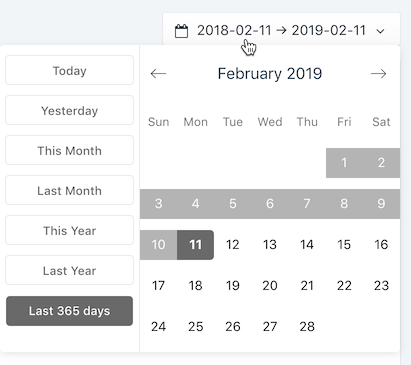 2018-02-11 → 2019-02-11
Today
Yesterday
This Month
Last Month
This Year
Last Year
Last 365 days
← February 2019 →
Sun Mon Tue Wed Thu Fri Sat
1 2
3 4 5 6 7 8 9
10 11 12 13 14 15 16
17 18 19 20 21 22 23
24 25 26 27 28